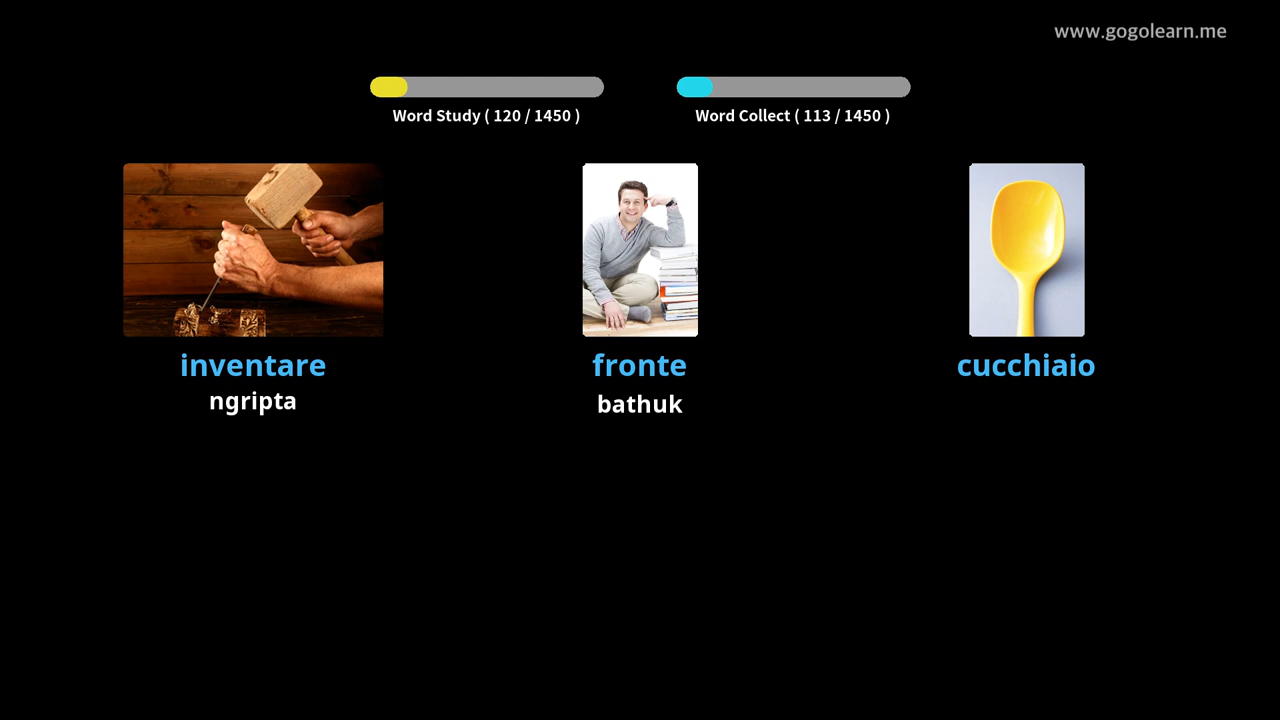 www.gogolearn.me
Word Study ( 120 / 1450 )
Word Collect ( 113 / 1450 )
inventare
fronte
cucchiaio
ngripta
bathuk